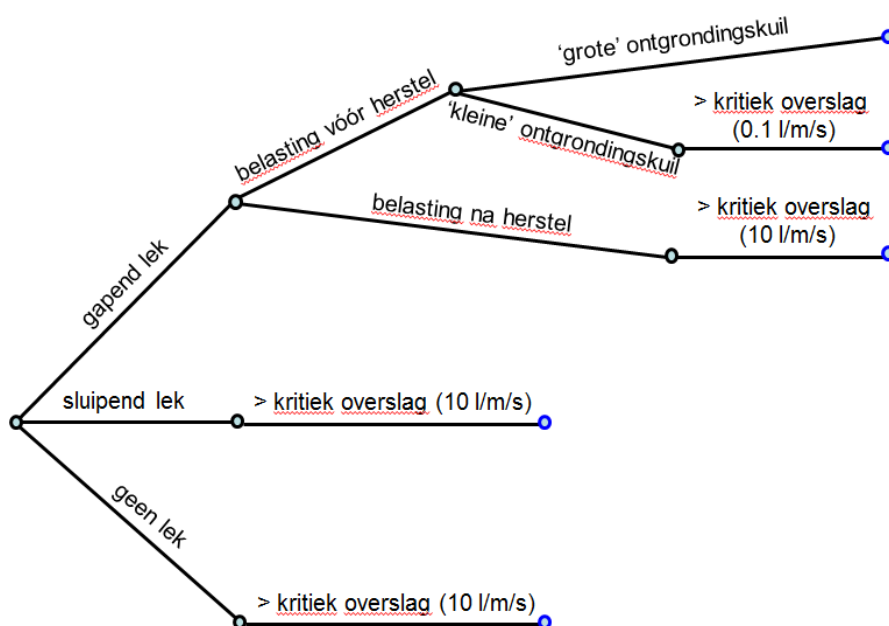 'grote' ontgrondingskuil
belasting vóór herstel
'kleine' ontgrondingskuil
> kritiek overslag
(0.1 l/m/s)
belasting na herstel
> kritiek overslag
(10 l/m/s)
gapend lek
sluipend lek
> kritiek overslag (10 l/m/s)
geen lek
> kritiek overslag (10 l/m/s)